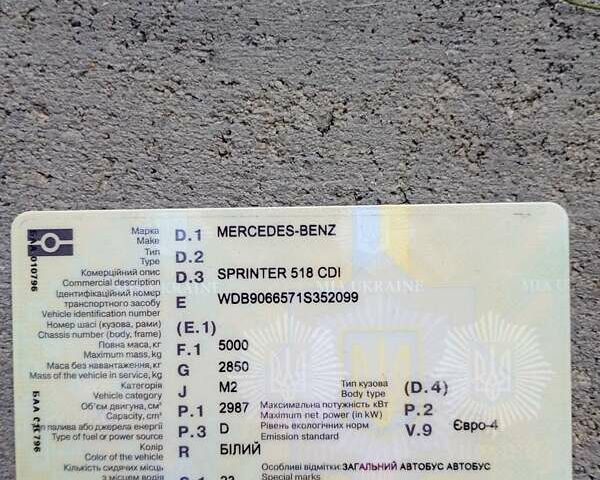 Марка
Make D.1 MERCEDES-BENZ
Тип
Type D.2
Комерційний опис
Commercial description D.3 SPRINTER 518 CDI
MIA UKRAINE
Ідентифікаційний номер
транспортного засобу E WDB9066571S352099
Vehicle identification number
Номер шасі (кузова, рами) (E.1)
Chassis number (body, frame)
Повна маса, кг F.1 5000
Maximum mass, kg
Маса без навантаження, кг G 2850
Mass of the vehicle in service, kg
Категорія J M2 Тип кузова (D.4)
Vehicle category Body type
Об'єм двигуна, см³ P.1 2987 Максимальна потужність кВт P.2
Capacity, cm³ Maximum net power (in kW)
Тип палива або джерела енергії P.3 D Рівень екологічних норм V.9 Євро-4
Type of fuel or power source Emission standard
Колір R БІЛИЙ
Color of the vehicle
Кількість сидячих місць Особливі відмітки: ЗАГАЛЬНИЙ АВТОБУС АВТОБУС
з місцем водія S.1 23 Special marks